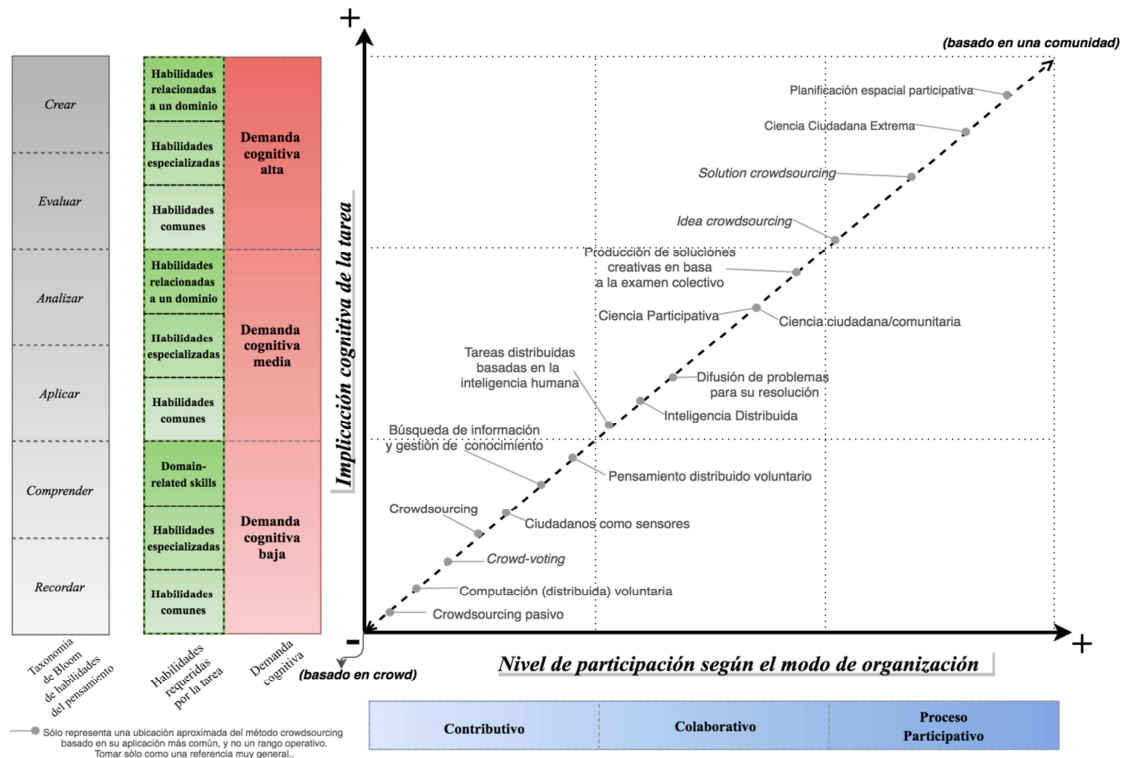 +
(basado en una comunidad)
Crear
Evaluar
Analizar
Aplicar
Comprender
Recordar
Taxonomia
de Bloom
de habilidades
del pensamiento
Habilidades
relacionadas
a un dominio
Habilidades
especializadas
Habilidades
comunes
Habilidades
relacionadas
a un dominio
Habilidades
especializadas
Habilidades
comunes
Domain-
related skills
Habilidades
especializadas
Habilidades
comunes
Habilidades
requeridas
por la tarea
Demanda
cognitiva
alta
Demanda
cognitiva
media
Demanda
cognitiva
baja
Demanda
cognitiva
Implicación cognitiva de la tarea
Planificación espacial participativa
Ciencia Ciudadana Extrema
Solution crowdsourcing
Idea crowdsourcing
Producción de soluciones
creativas en basa
a la examen colectivo
Ciencia Participativa
Ciencia ciudadana/comunitaria
Tareas distribuidas
basadas en la
inteligencia humana
Difusión de problemas
para su resolución
Inteligencia Distribuida
Búsqueda de información
y gestión de conocimiento
Pensamiento distribuido voluntario
Crowdsourcing
Ciudadanos como sensores
Crowd-voting
Computación (distribuida) voluntaria
Crowdsourcing pasivo
-
+
(basado en crowd)
Nivel de participación según el modo de organización
Contributivo
Colaborativo
Proceso
Participativo
Sólo representa una ubicación aproximada del método crowdsourcing
basado en su aplicación más común, y no un rango operativo.
Tomar sólo como una referencia muy general..